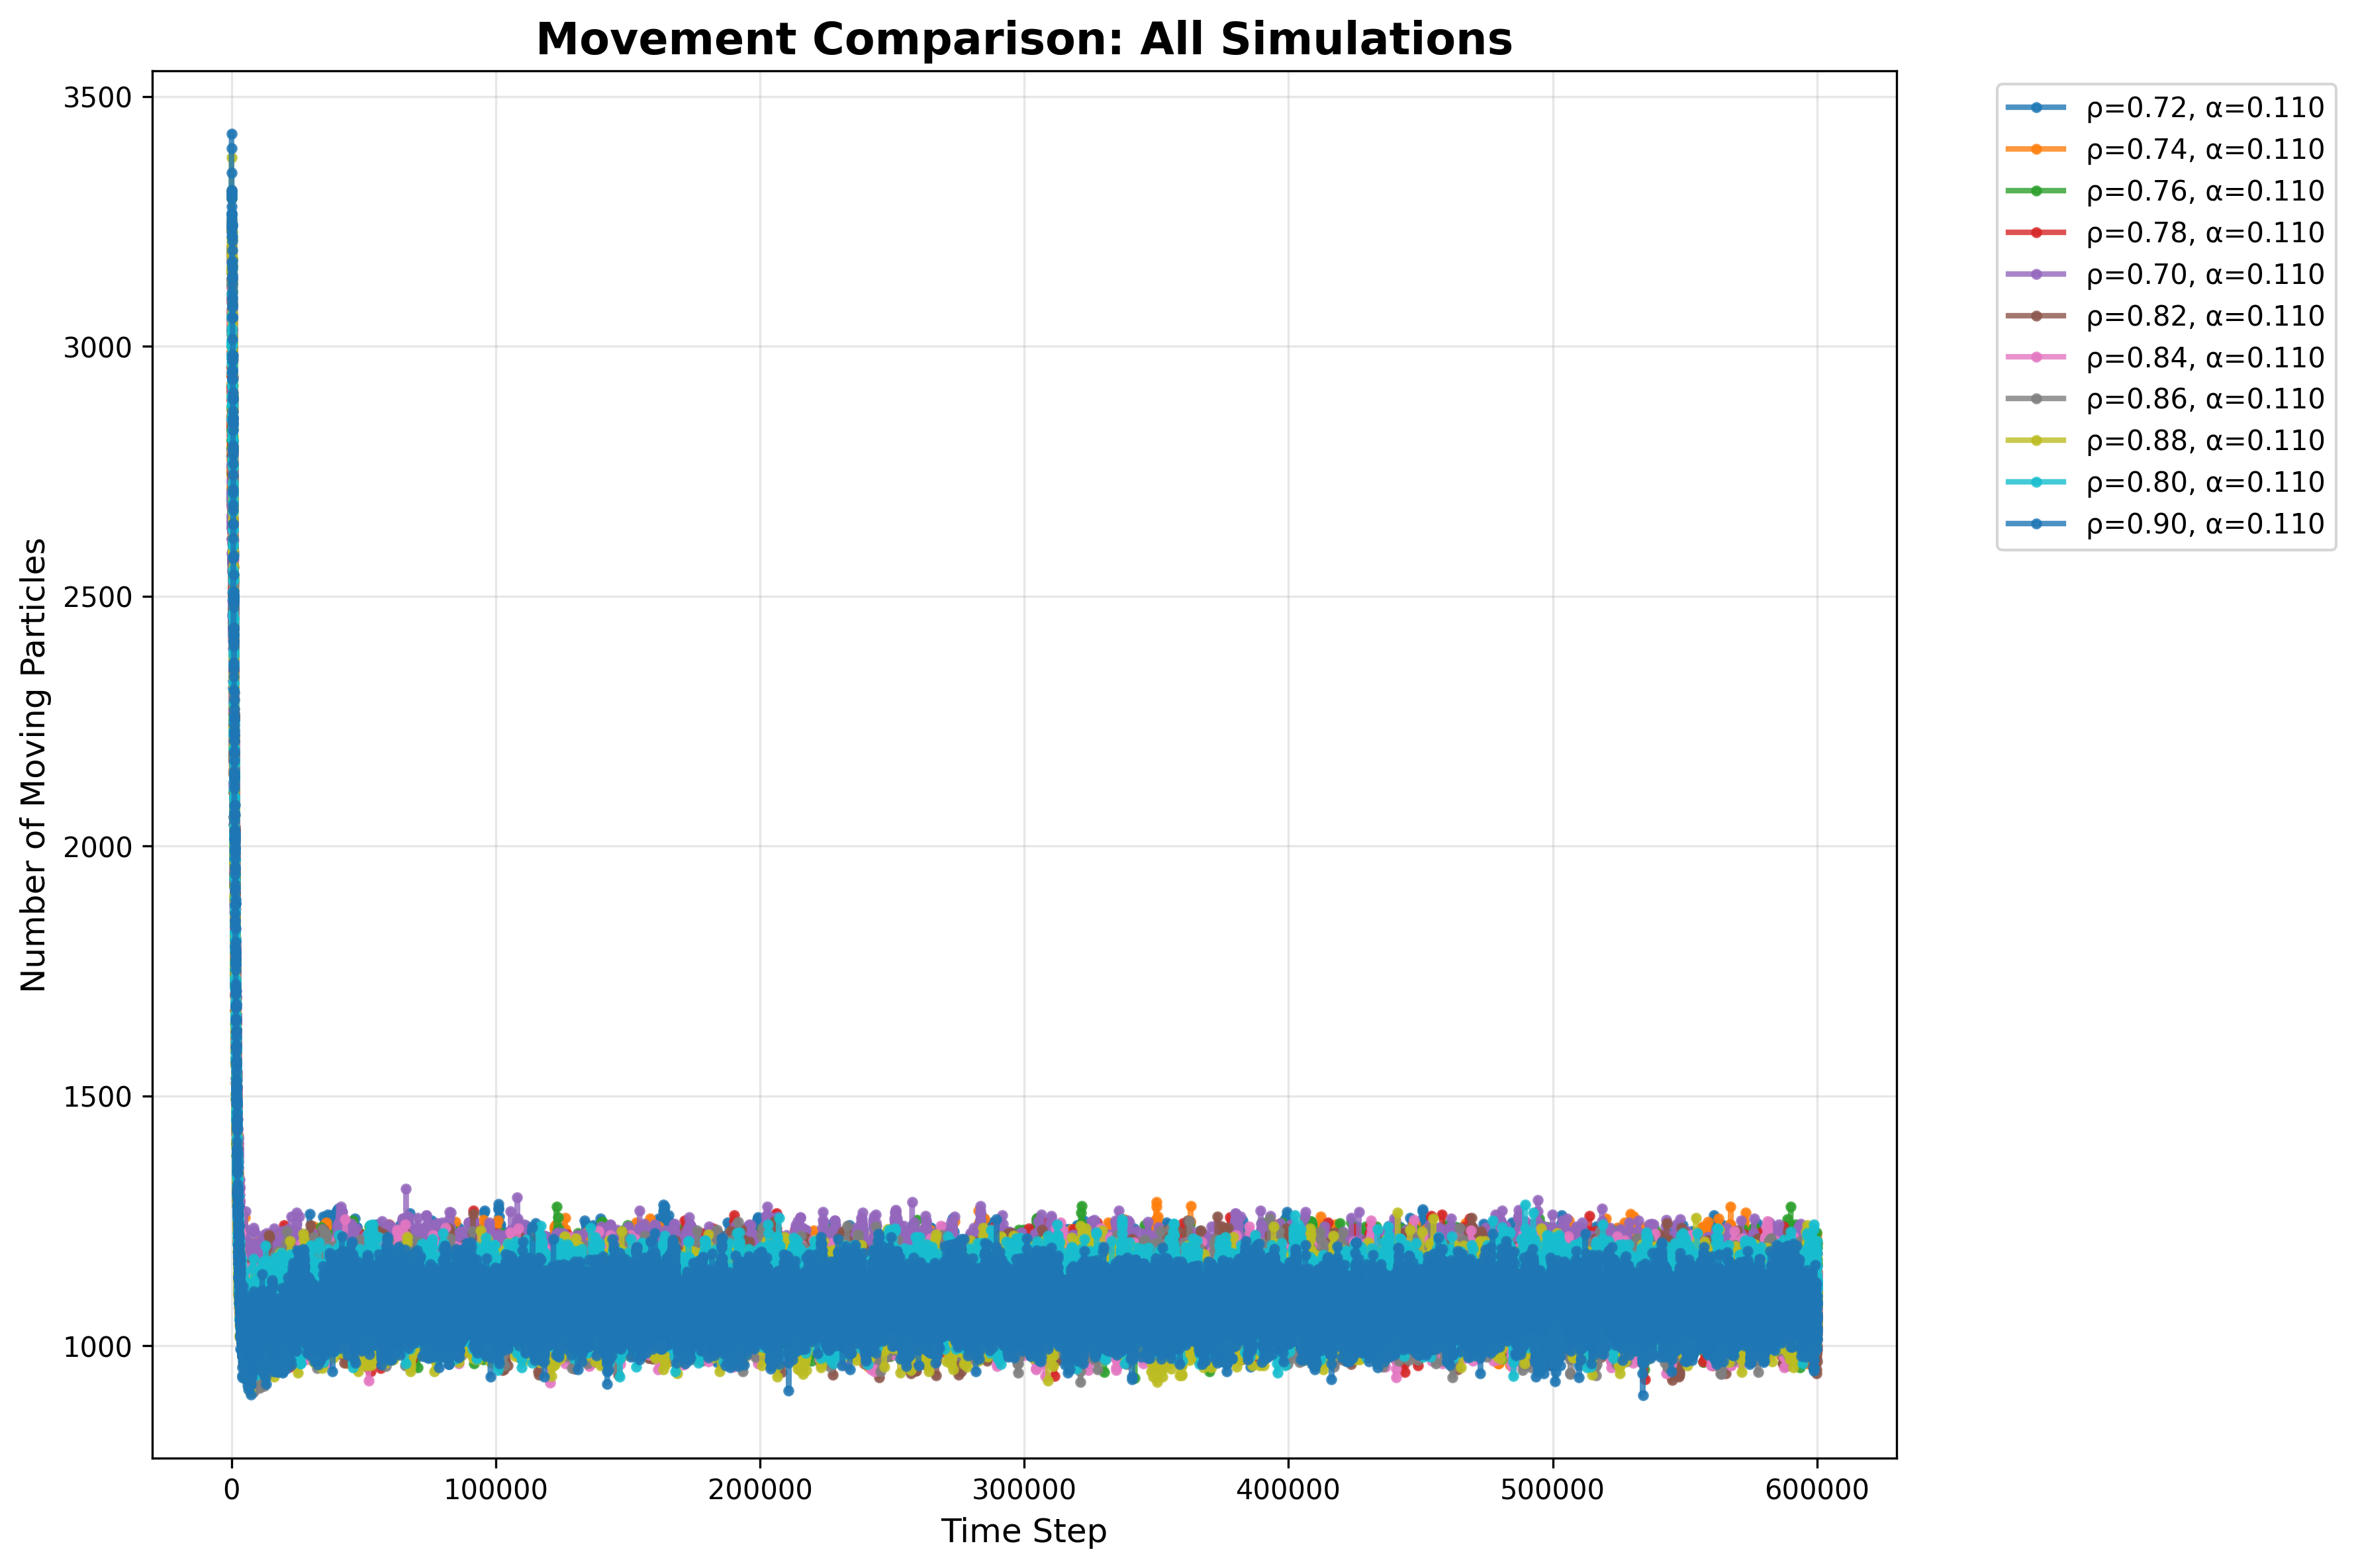 Movement Comparison: All Simulations
3500
3000
2500
2000
1500
1000
Number of Moving Particles
0
100000
200000
300000
400000
500000
600000
Time Step
ρ=0.72, α=0.110
ρ=0.74, α=0.110
ρ=0.76, α=0.110
ρ=0.78, α=0.110
ρ=0.70, α=0.110
ρ=0.82, α=0.110
ρ=0.84, α=0.110
ρ=0.86, α=0.110
ρ=0.88, α=0.110
ρ=0.80, α=0.110
ρ=0.90, α=0.110